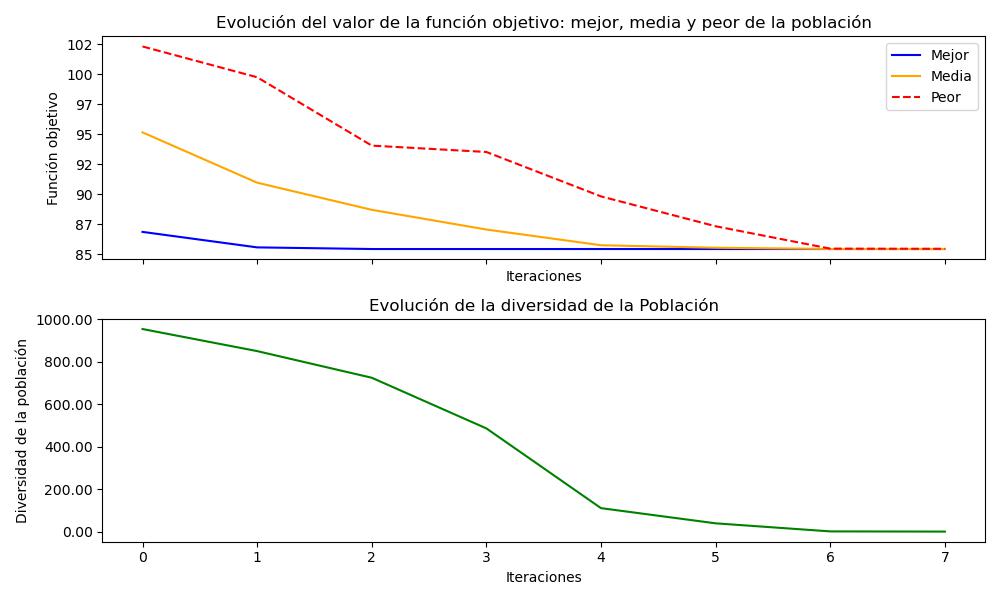 Evolución del valor de la función objetivo: mejor, media y peor de la población
Función objetivo
102
100
97
95
92
90
87
85
Mejor
Media
Peor
Iteraciones
Evolución de la diversidad de la Población
Diversidad de la población
1000.00
800.00
600.00
400.00
200.00
0.00
0 1 2 3 4 5 6 7
Iteraciones